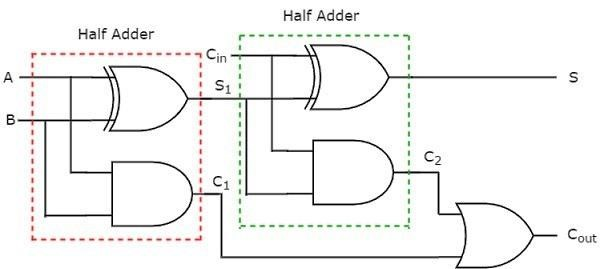 Half Adder
Half Adder
Cin
A
S1
S
B
C1
C2
Cout